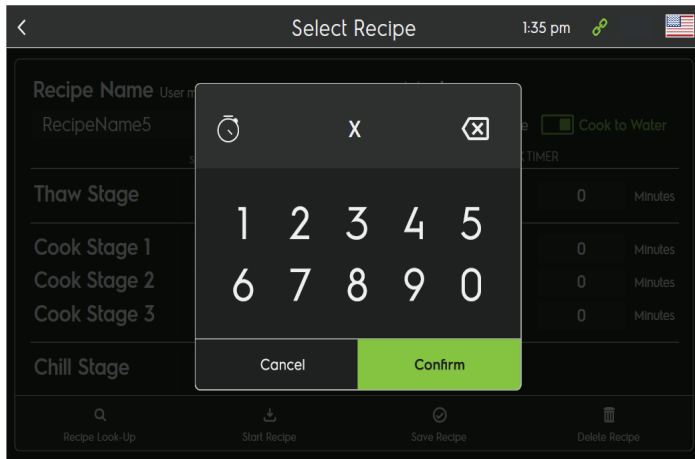 Select Recipe 1:35 pm
Recipe Name User m
RecipeName5 X e Cook to Water
TIMER
Thaw Stage 0 Minutes
1 2 3 4 5
Cook Stage 1 0 Minutes
Cook Stage 2 6 7 8 9 0 0 Minutes
Cook Stage 3 0 Minutes
Chill Stage Cancel Confirm
Recipe Look-Up Start Recipe Save Recipe Delete Recipe